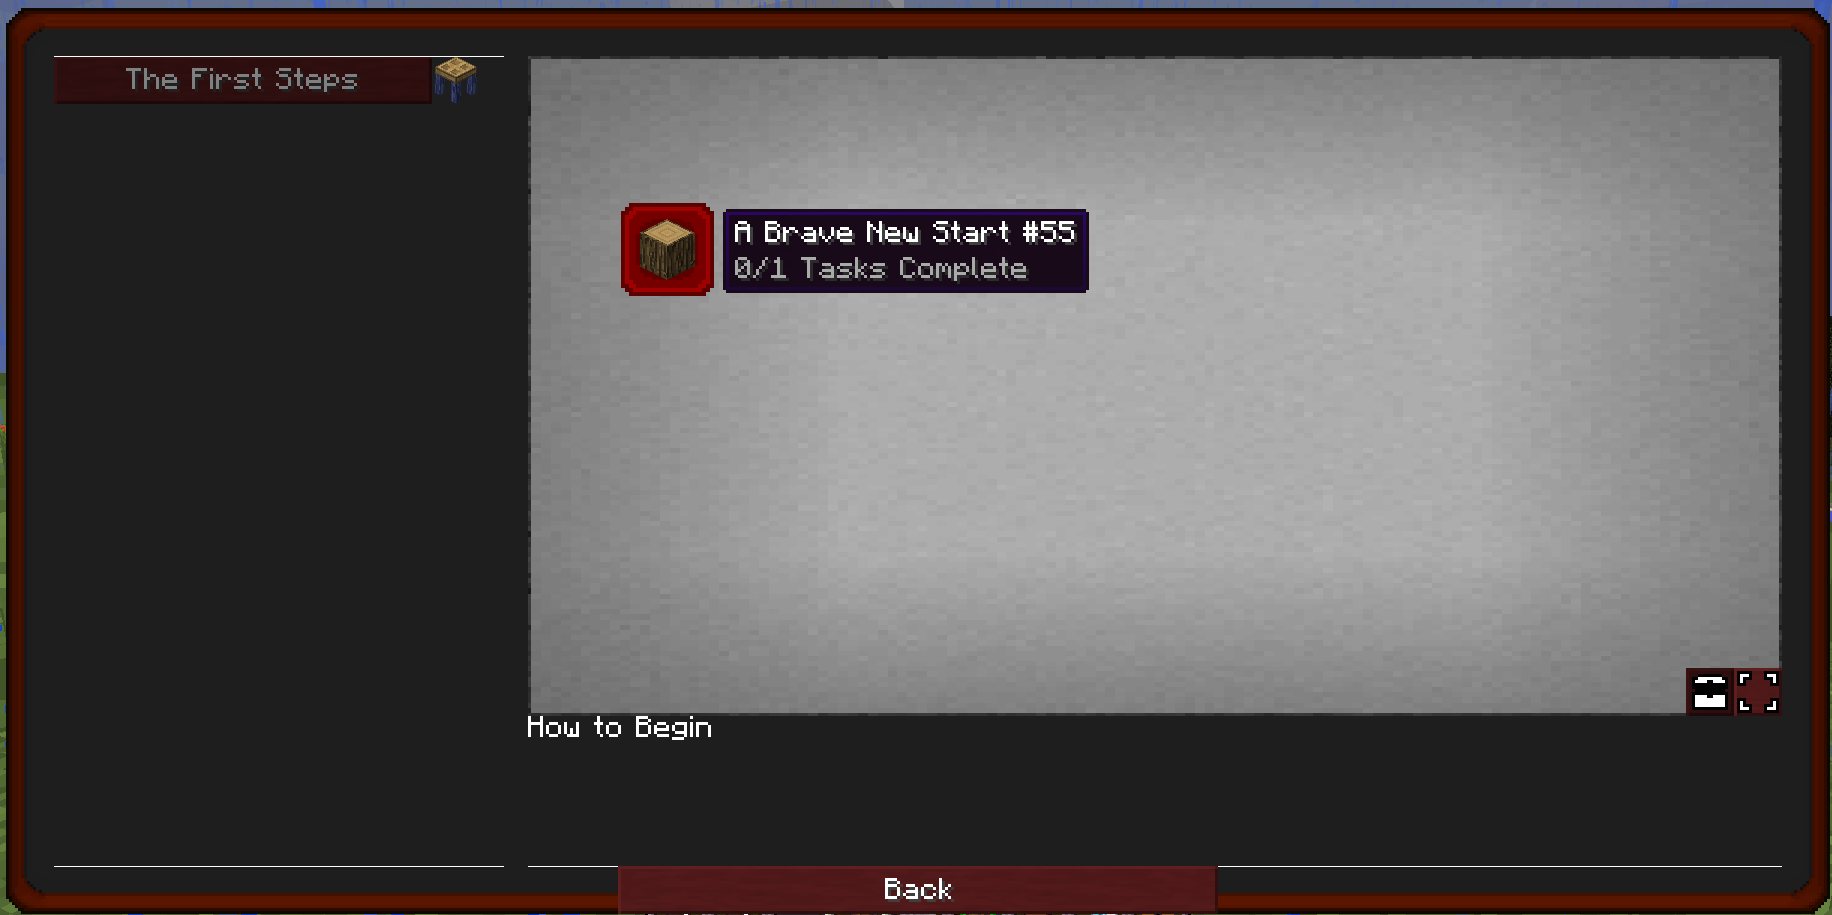 The First Steps
A Brave New Start #55
0/1 Tasks Complete
How to Begin
Back